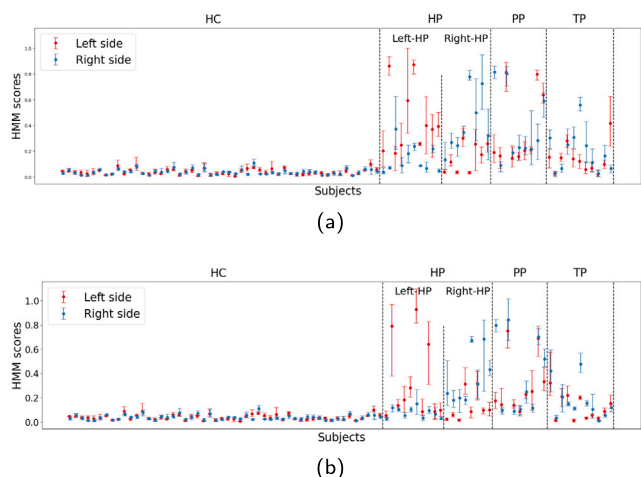 HC HP PP TP
Left-HP Right-HP
Left side
Right side
HMM scores
1.0
0.8
0.6
0.4
0.2
0.0
Subjects
(a)
HC HP PP TP
Left-HP Right-HP
Left side
Right side
HMM scores
1.0
0.8
0.6
0.4
0.2
0.0
Subjects
(b)